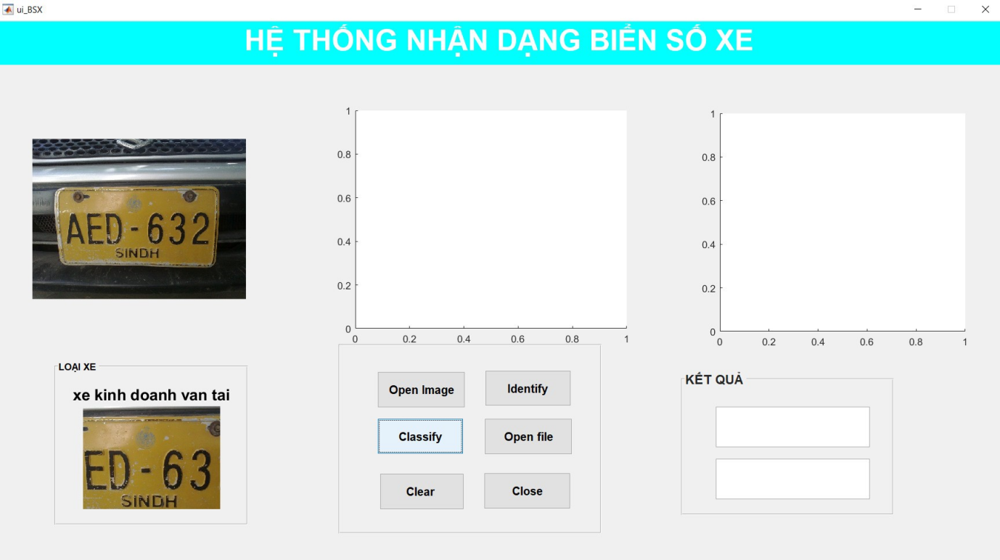 ui_BSX
HỆ THỐNG NHẬN DẠNG BIỂN SỐ XE
AED-632
SINDH
1
0.8
0.6
0.4
0.2
0
0 0.2 0.4 0.6 0.8 1
1
0.8
0.6
0.4
0.2
0
0 0.2 0.4 0.6 0.8 1
LOẠI XE
xe kinh doanh van tai
ED-63
SINDH
Open Image
Identify
Classify
Open file
Clear
Close
KẾT QUẢ